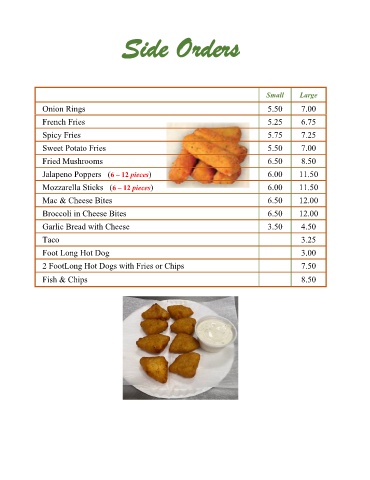 Side Orders
Small Large
Onion Rings 5.50 7.00
French Fries 5.25 6.75
Spicy Fries 5.75 7.25
Sweet Potato Fries 5.50 7.00
Fried Mushrooms 6.50 8.50
Jalapeno Poppers (6 – 12 pieces) 6.00 11.50
Mozzarella Sticks (6 – 12 pieces) 6.00 11.50
Mac & Cheese Bites 6.50 12.00
Broccoli in Cheese Bites 6.50 12.00
Garlic Bread with Cheese 3.50 4.50
Taco 3.25
Foot Long Hot Dog 3.00
2 FootLong Hot Dogs with Fries or Chips 7.50
Fish & Chips 8.50